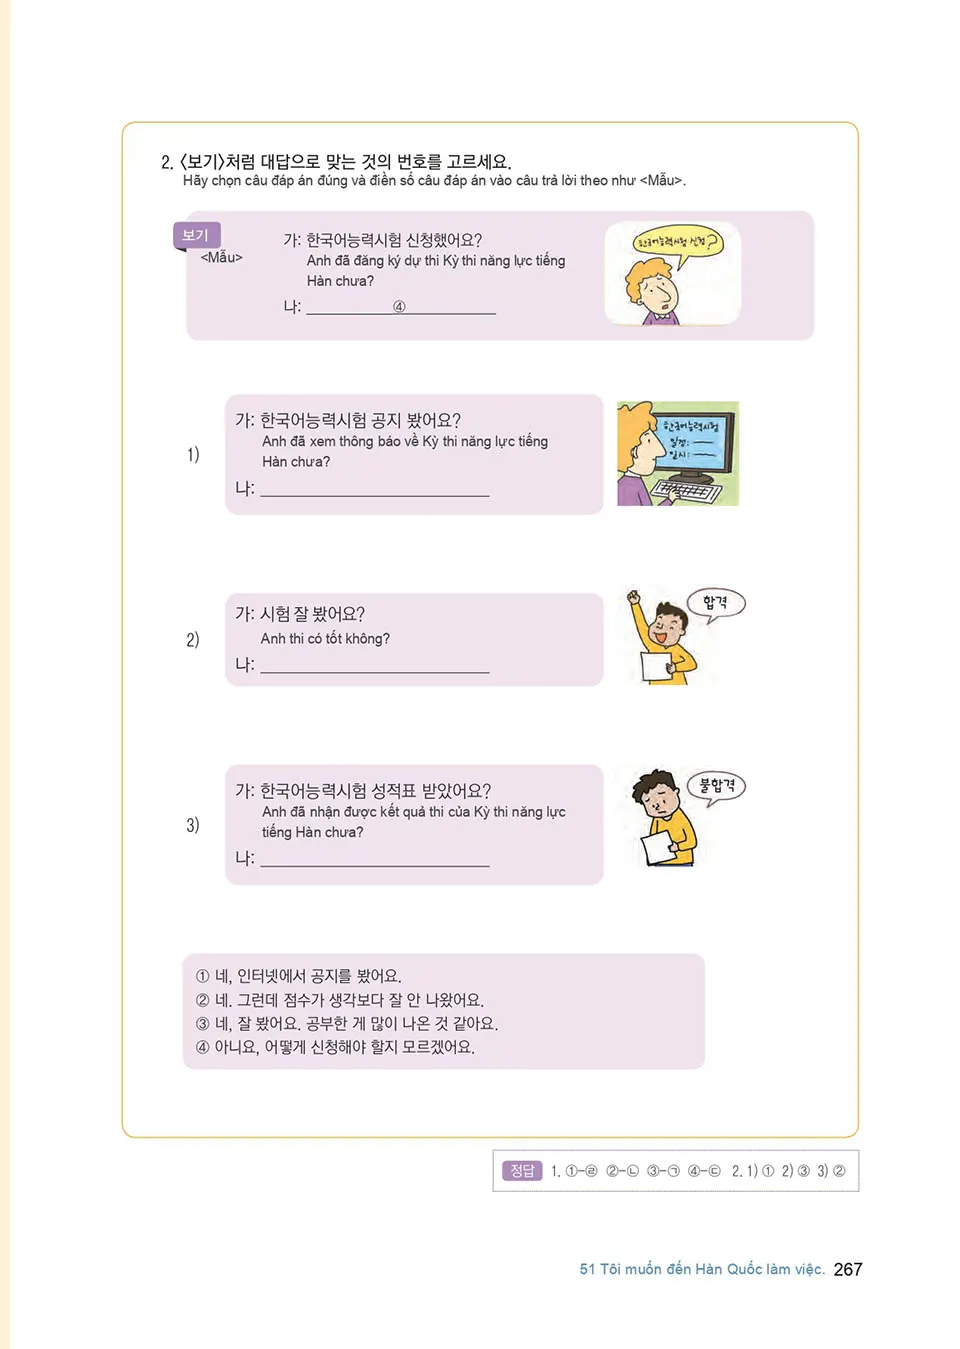 2. 〈보기〉처럼 대답으로 맞는 것의 번호를 고르세요.
Hãy chọn câu đáp án đúng và điền số câu đáp án vào câu trả lời theo như <Mẫu>.
보기
<Mẫu>
가: 한국어능력시험 신청했어요?
Anh đã đăng ký dự thi Kỳ thi năng lực tiếng
Hàn chưa?
나: ④
한국어능력시험 신청?
1)
가: 한국어능력시험 공지 봤어요?
Anh đã xem thông báo về Kỳ thi năng lực tiếng
Hàn chưa?
나:
한국어능력시험
일정:
일시:
2)
가: 시험 잘 봤어요?
Anh thi có tốt không?
나:
합격
3)
가: 한국어능력시험 성적표 받았어요?
Anh đã nhận được kết quả thi của Kỳ thi năng lực
tiếng Hàn chưa?
나:
불합격
① 네, 인터넷에서 공지를 봤어요.
② 네. 그런데 점수가 생각보다 잘 안 나왔어요.
③ 네, 잘 봤어요. 공부한 게 많이 나온 것 같아요.
④ 아니요, 어떻게 신청해야 할지 모르겠어요.
정답 1. ①-㉣ ②-㉡ ③-㉠ ④-㉢ 2. 1) ① 2) ③ 3) ②
51 Tôi muốn đến Hàn Quốc làm việc. 267